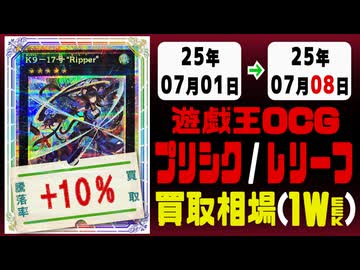 K9-17号"Ripper"
買取
騰落率
+10%
25年
07月01日
25年
07月08日
遊戯王OCG
プリシク/レリーフ
買取相場(1WEEK)